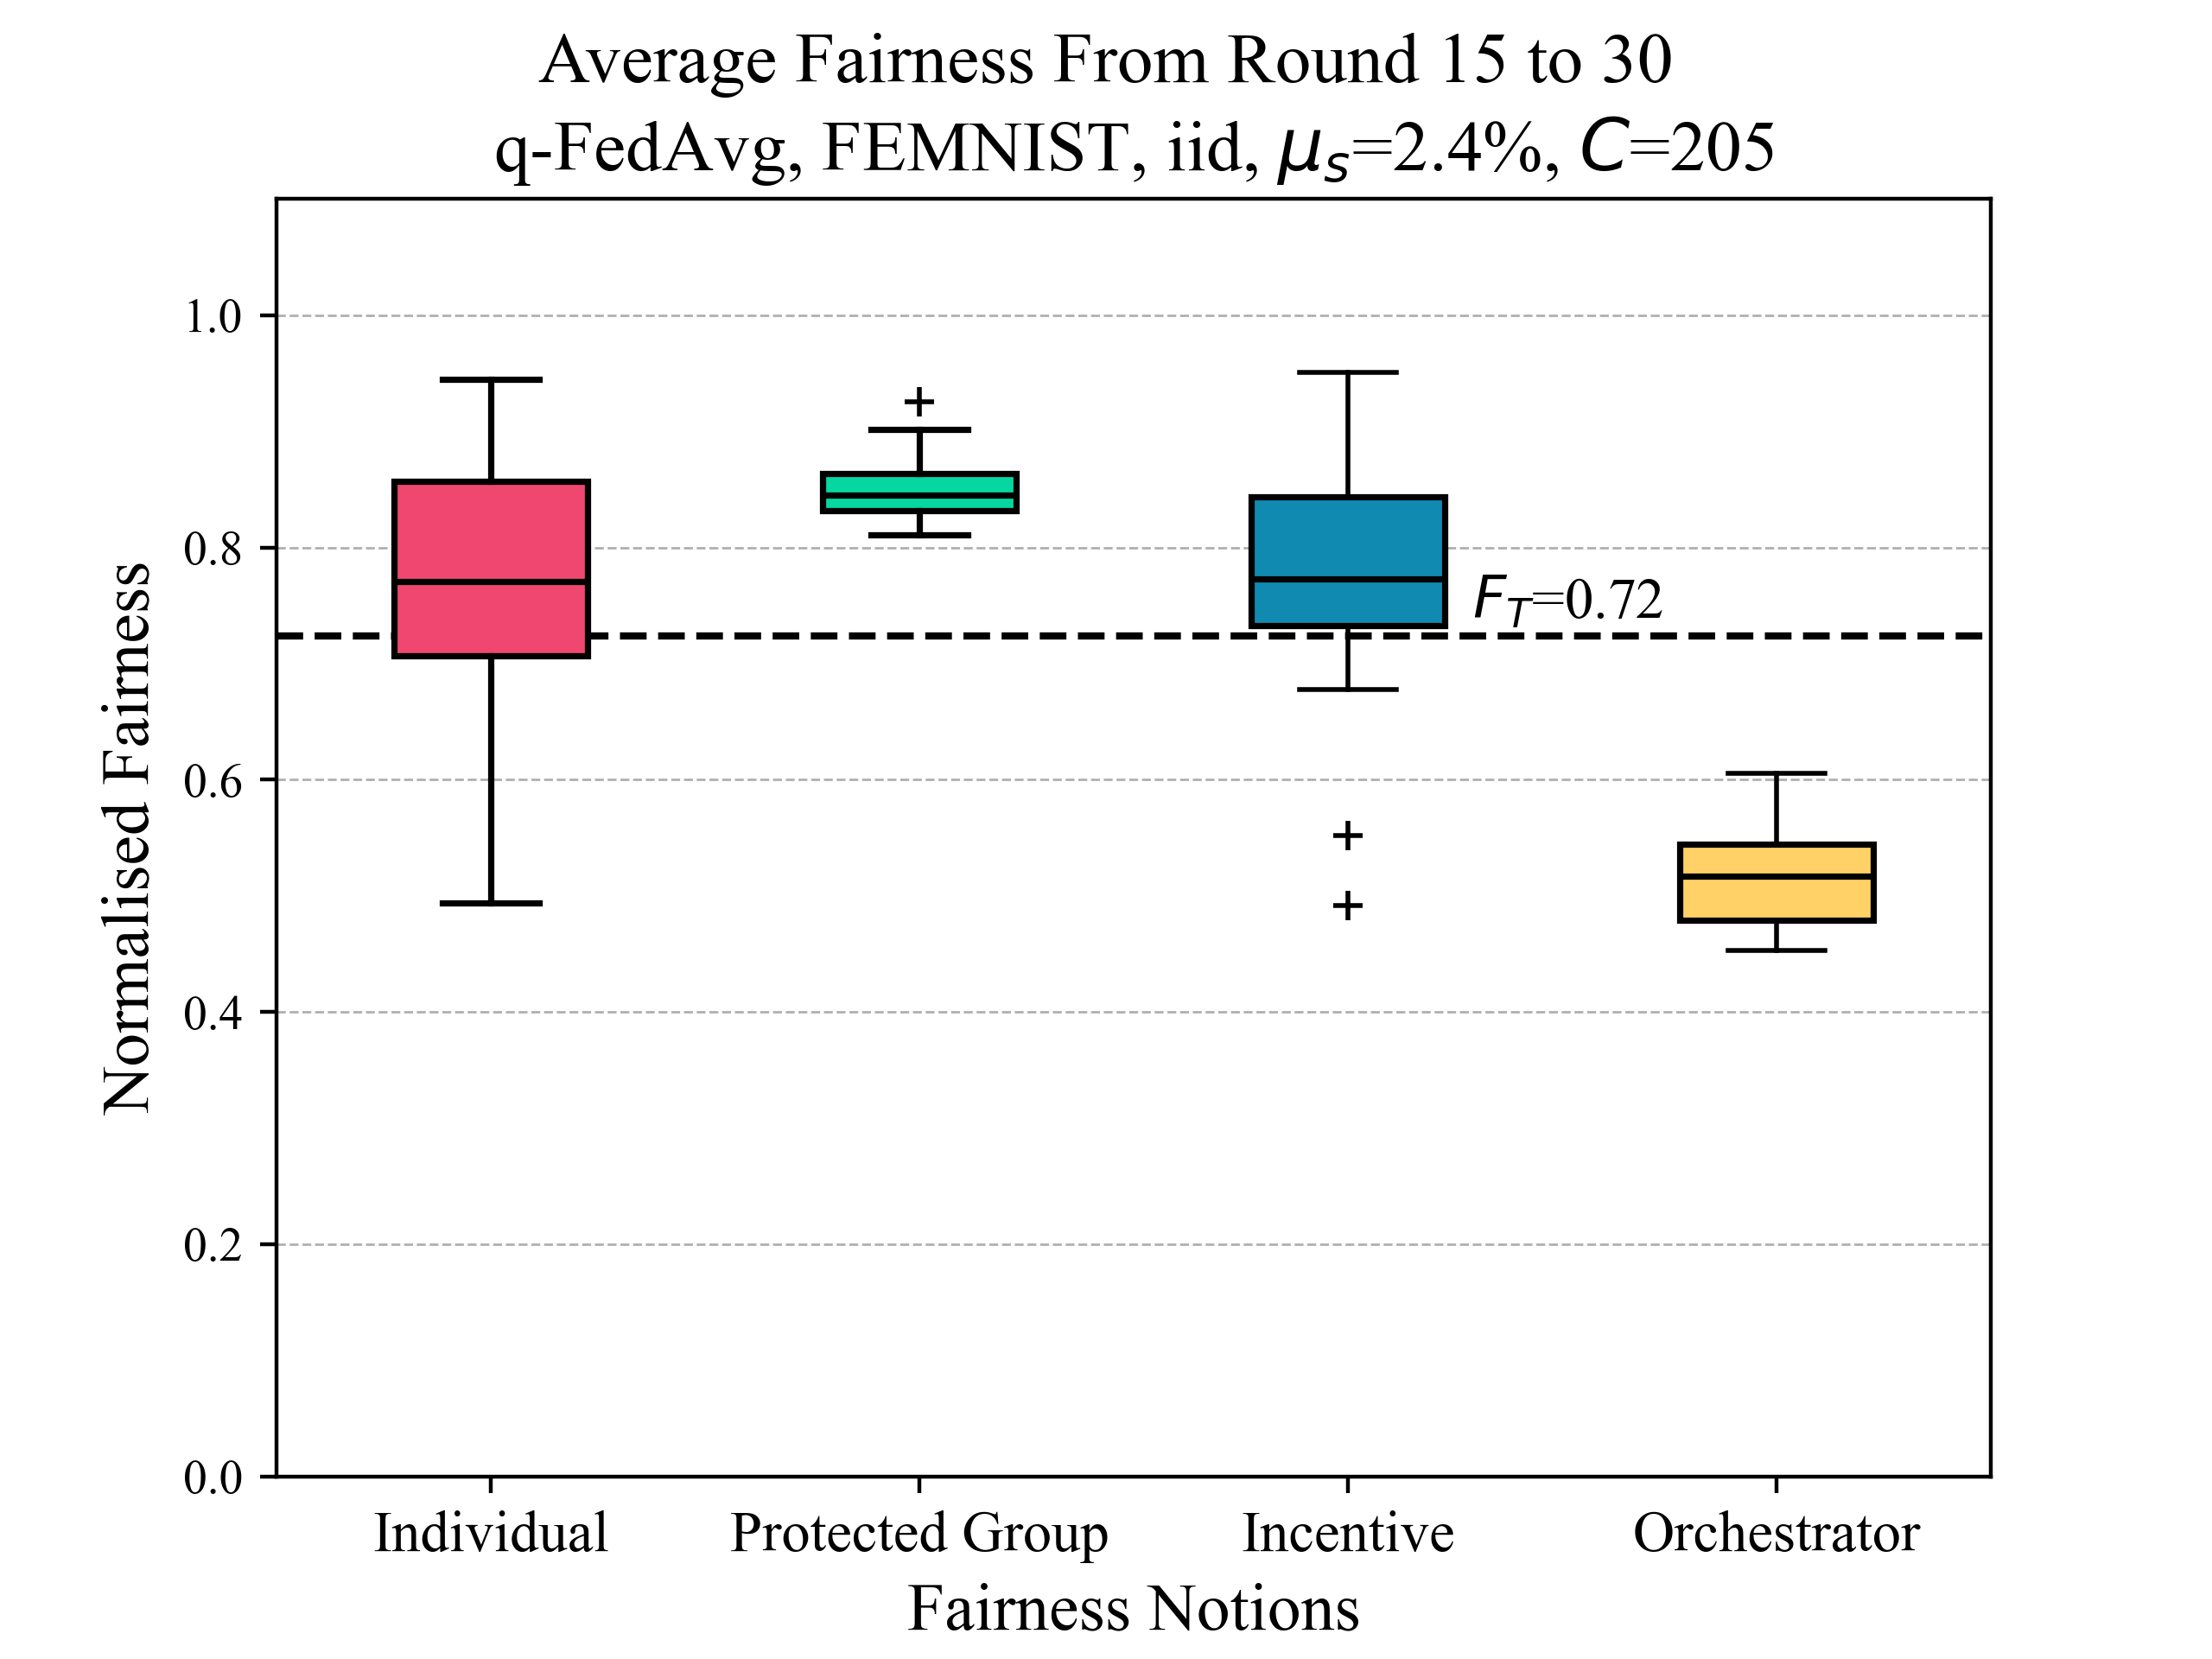 Average Fairness From Round 15 to 30
q-FedAvg, FEMNIST, iid, μₛ=2.4%, C=205
Normalised Fairness
1.0
0.8
0.6
0.4
0.2
0.0
F_T=0.72
Individual
Protected Group
Incentive
Orchestrator
Fairness Notions